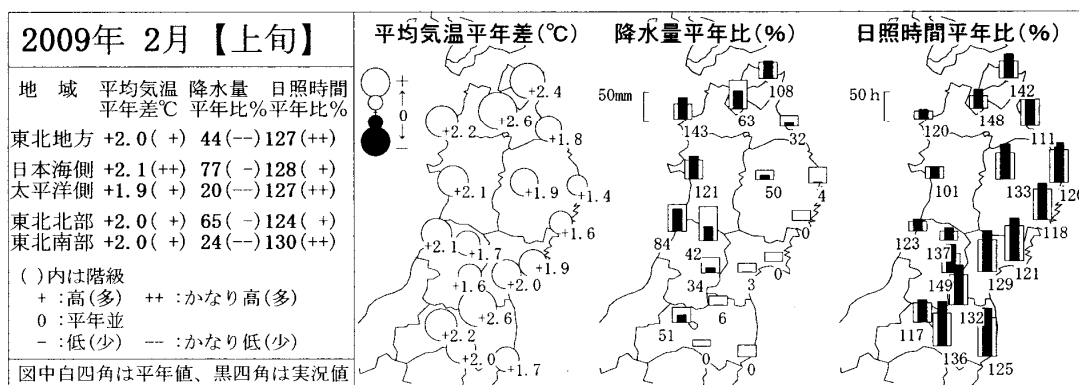 2009年 2月【上旬】
地 域 平均気温 降水量 日照時間
平年差℃ 平年比% 平年比%
東北地方 +2.0( +) 44(--) 127(++)
日本海側 +2.1(++) 77( -) 128( +)
太平洋側 +1.9( +) 20(--) 127(++)
東北北部 +2.0( +) 65( -) 124( +)
東北南部 +2.0( +) 24(--) 130(++)
( )内は階級
+ :高(多) ++ :かなり高(多)
0 :平年並
- :低(少) -- :かなり低(少)
図中白四角は平年値、黒四角は実況値
平均気温平年差(℃)
+
0
-
+2.4
+2.2 +2.6
+1.8
+2.1 +1.9 +1.4
+1.6
+2.1 +1.7
+1.9
+1.6 +2.0
+2.6
+2.2
+2.0 +1.7
降水量平年比(%)
50mm
108
143 63
32
121 50 4
84 0
42
0
34 3
6
51
0 0
日照時間平年比(%)
50h
142
120 148
111
101 133 120
118
123
137 121
149 129
132
117
136 125